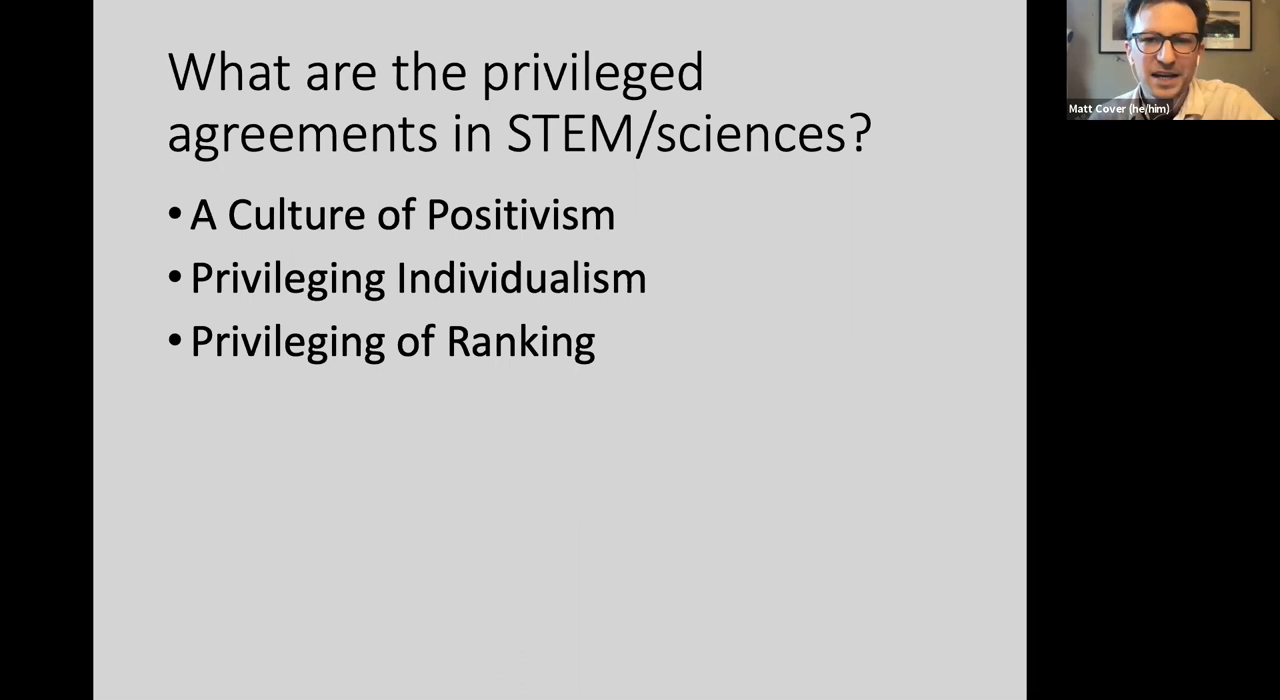 What are the privileged
agreements in STEM/sciences?
•A Culture of Positivism
•Privileging Individualism
•Privileging of Ranking
Matt Cover (he/him)